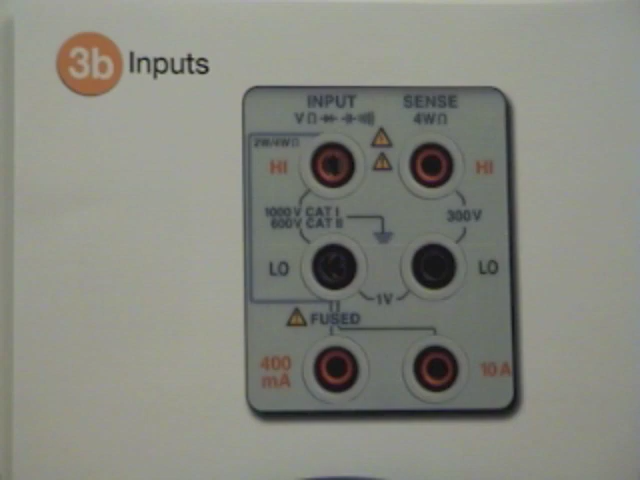 3b Inputs
INPUT SENSE
VΩ 4WΩ
2W/4WΩ
HI HI
1000V CAT I 300V
600V CAT II
LO LO
1V
FUSED
400 mA 10A